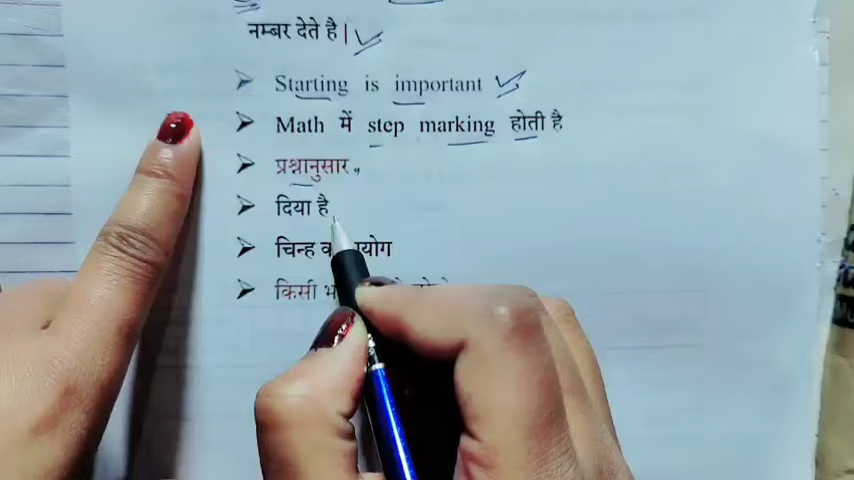 नम्बर देते है।
Starting is important
Math में step marking होती है
प्रश्नानुसार,
दिया है
चिन्ह
किसी